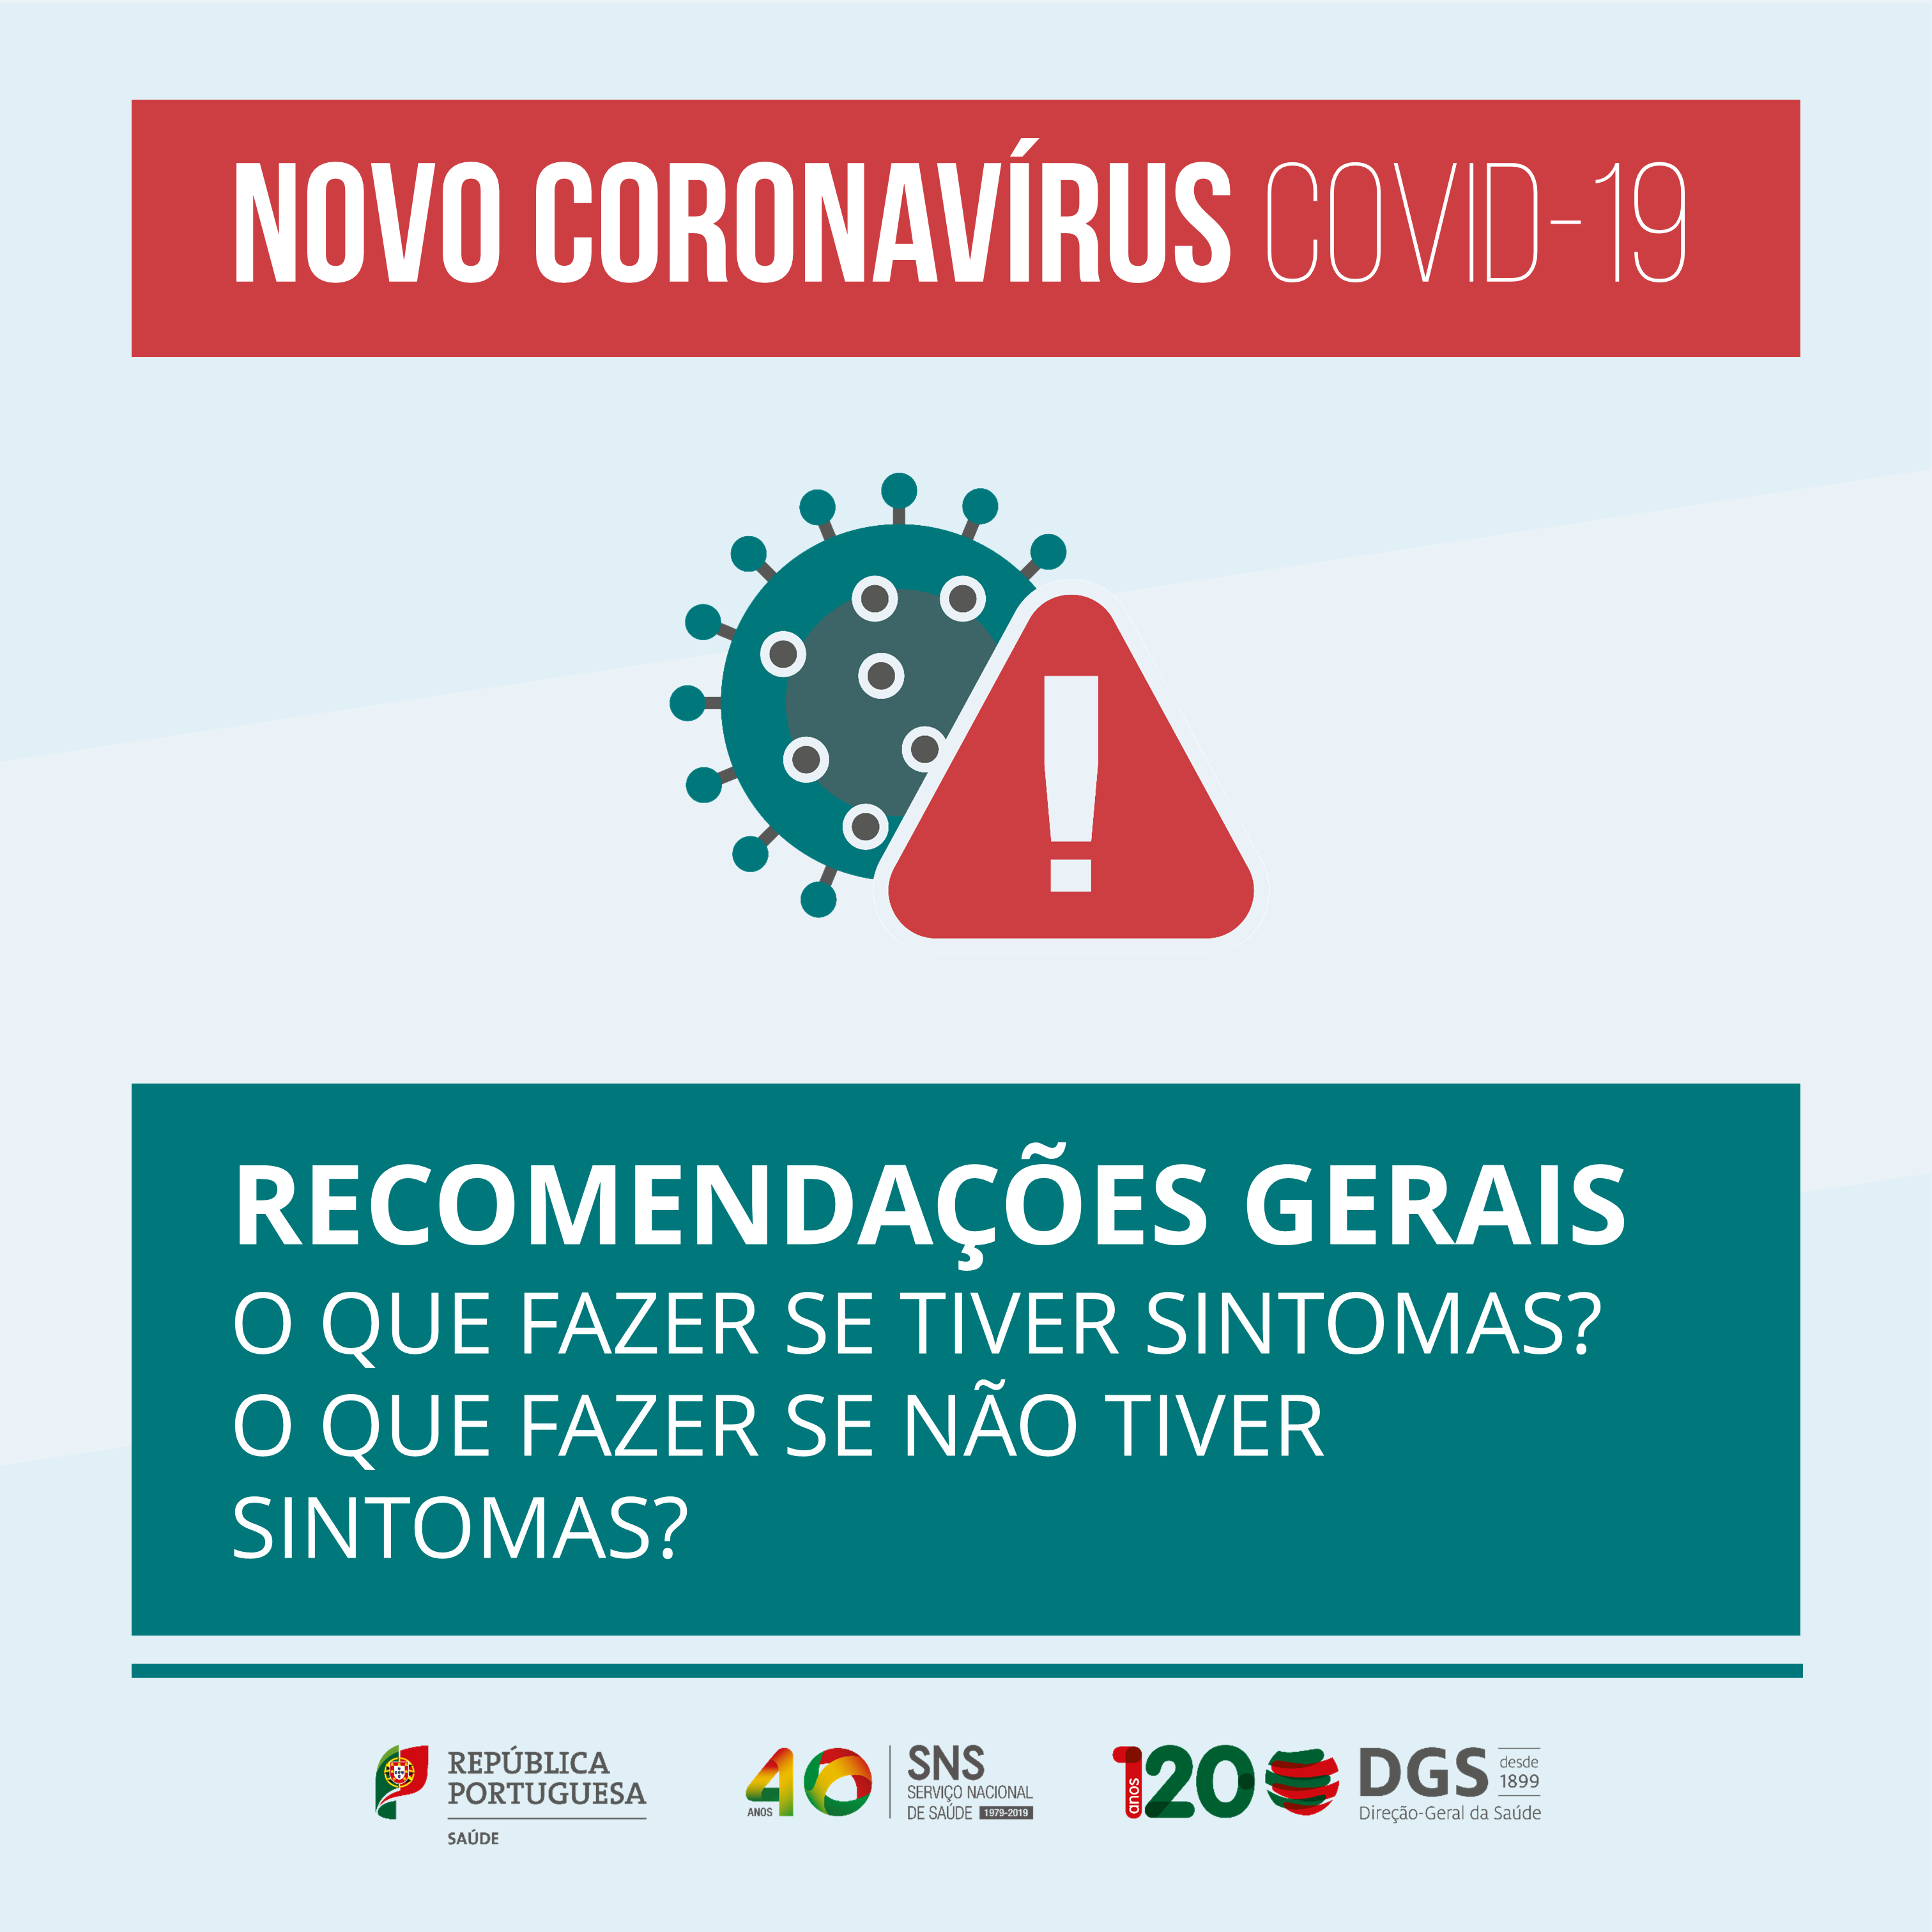 NOVO CORONAVÍRUS COVID-19
RECOMENDAÇÕES GERAIS
O QUE FAZER SE TIVER SINTOMAS?
O QUE FAZER SE NÃO TIVER
SINTOMAS?
REPÚBLICA
PORTUGUESA
SAÚDE
40
ANOS
SNS
SERVIÇO NACIONAL
DE SAÚDE 1979-2019
120
anos
DGS
desde
1899
Direção-Geral da Saúde